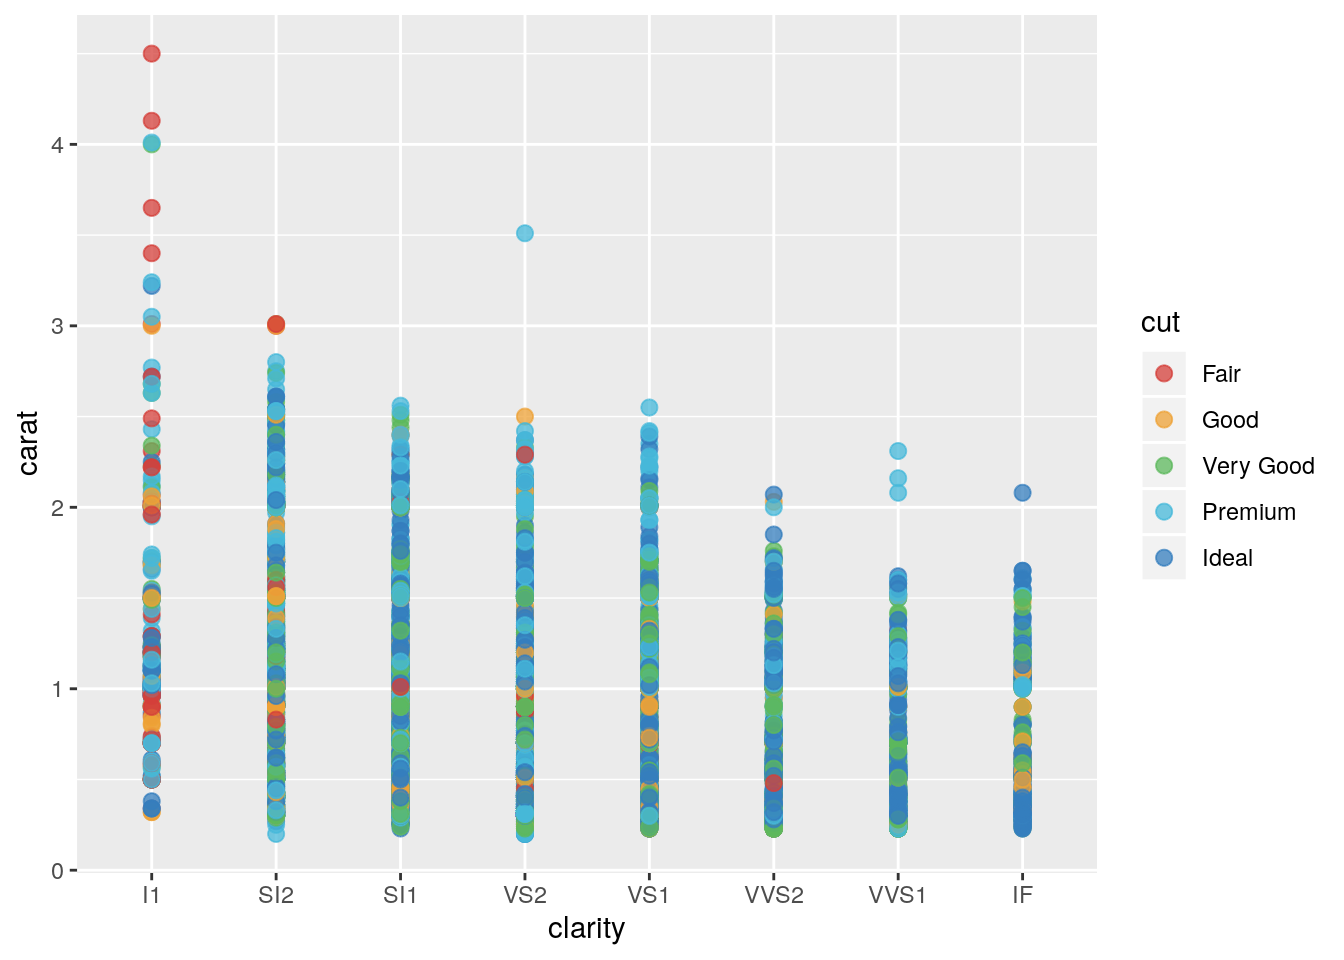 carat
4
3
2
1
0
I1 SI2 SI1 VS2 VS1 VVS2 VVS1 IF
clarity
cut
Fair
Good
Very Good
Premium
Ideal